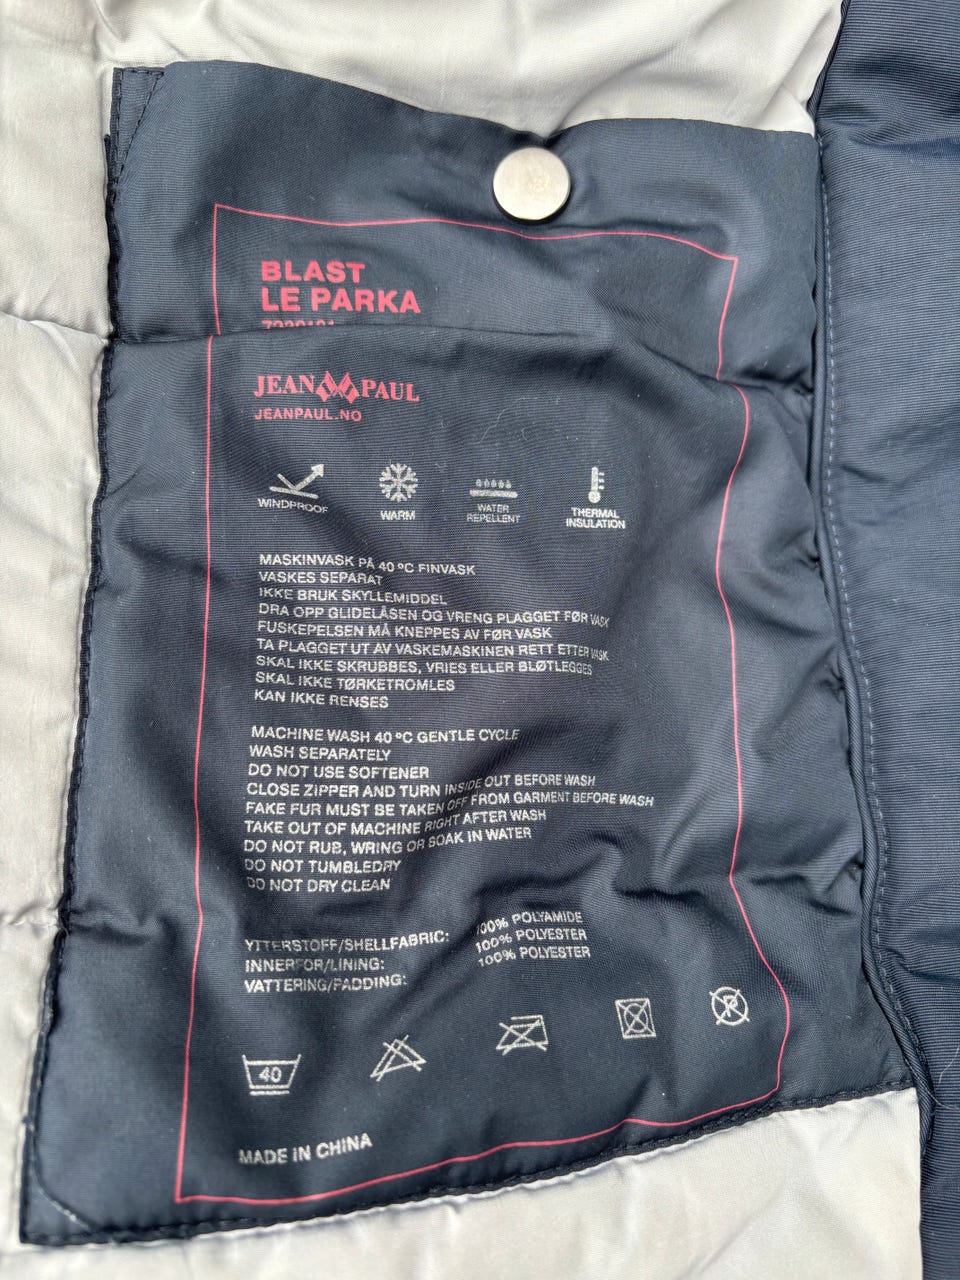 BLAST
LE PARKA
JEAN PAUL
JEANPAUL.NO
WINDPROOF
WARM
WATER
REPELLENT
THERMAL
INSULATION
MASKINVASK PÅ 40 ºC FINVASK
VASKES SEPARAT
IKKE BRUK SKYLLEMIDDEL
DRA OPP GLIDELÅSEN OG VRENG PLAGGET FØR VASK
FUSKEPELSEN MÅ KNEPPES AV FØR VASK
TA PLAGGET UT AV VASKEMASKINEN RETT ETTER VASK
SKAL IKKE SKRUBBES, VRIES ELLER BLØTLEGGES
SKAL IKKE TØRKETROMLES
KAN IKKE RENSES
MACHINE WASH 40 ºC GENTLE CYCLE
WASH SEPARATELY
DO NOT USE SOFTENER
CLOSE ZIPPER AND TURN INSIDE OUT BEFORE WASH
FAKE FUR MUST BE TAKEN OFF FROM GARMENT BEFORE WASH
TAKE OUT OF MACHINE RIGHT AFTER WASH
DO NOT RUB, WRING OR SOAK IN WATER
DO NOT TUMBLEDRY
DO NOT DRY CLEAN
YTTERSTOFF/SHELLFABRIC: 100% POLYAMIDE
INNERFOR/LINING: 100% POLYESTER
VATTERING/PADDING: 100% POLYESTER
40
P
MADE IN CHINA